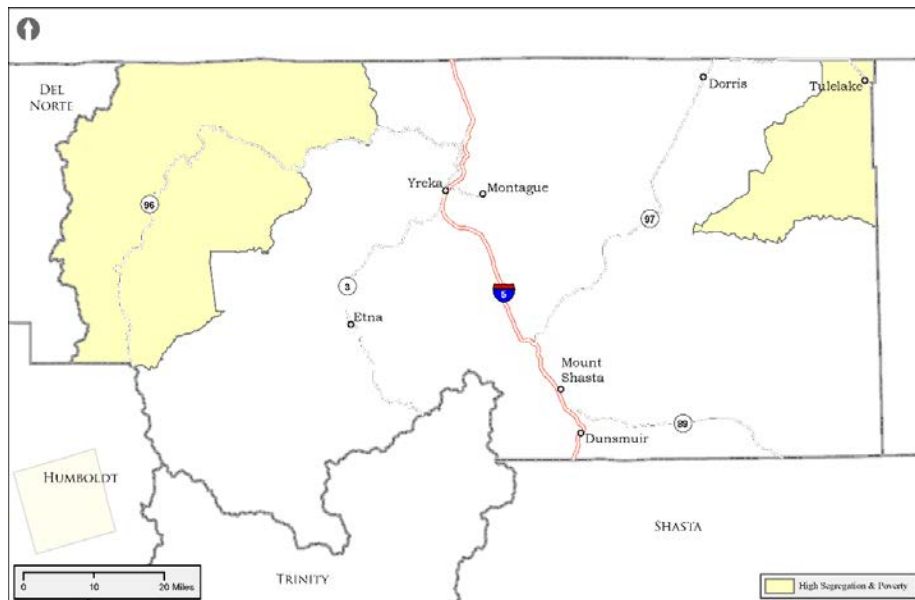 DEL
NORTE
Dorris
Tulelake
Yreka
Montague
96
97
3
5
Etna
Mount
Shasta
89
Dunsmuir
HUMBOLDT
SHASTA
TRINITY
0 10 20 Miles
High Segregation & Poverty